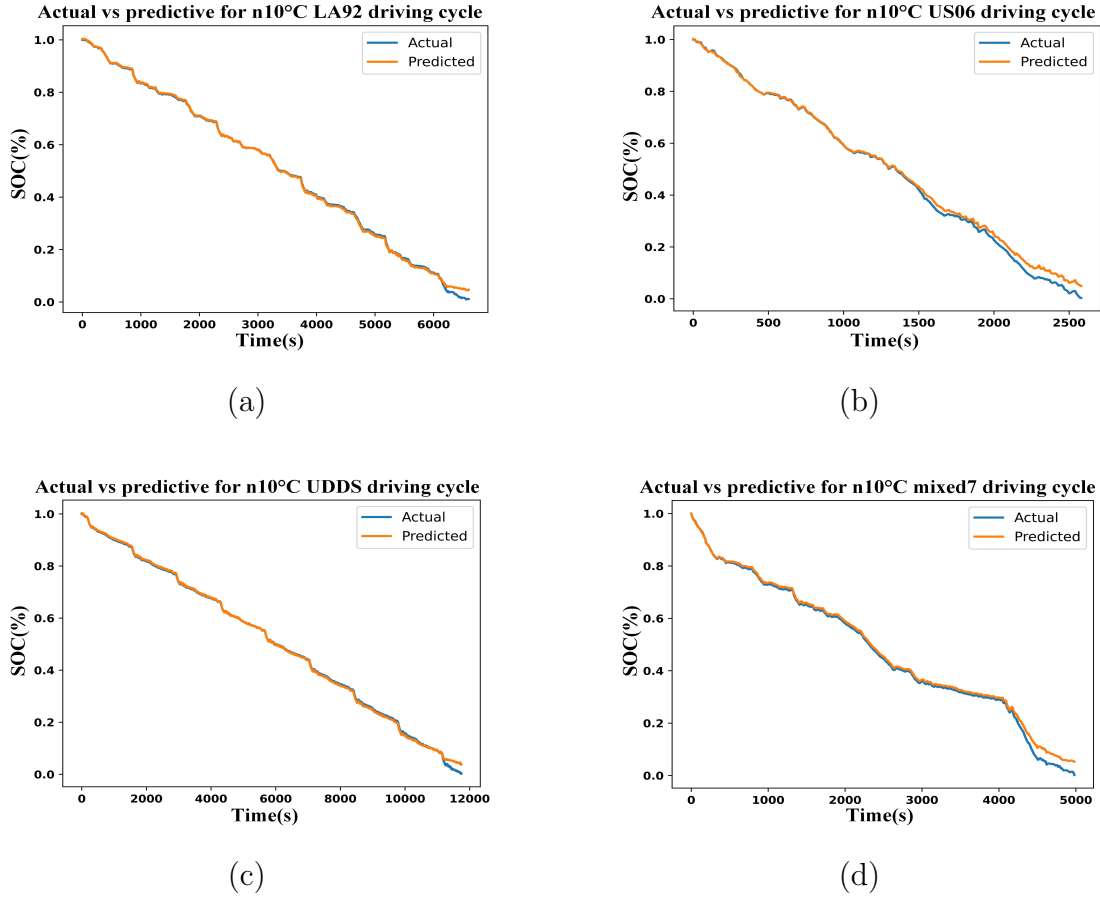 Actual vs predictive for n10°C LA92 driving cycle
Actual
Predicted
1.0
0.8
0.6
0.4
0.2
0.0
SOC(%)
0 1000 2000 3000 4000 5000 6000
Time(s)
(a)
Actual vs predictive for n10°C US06 driving cycle
Actual
Predicted
1.0
0.8
0.6
0.4
0.2
0.0
SOC(%)
0 500 1000 1500 2000 2500
Time(s)
(b)
Actual vs predictive for n10°C UDDS driving cycle
Actual
Predicted
1.0
0.8
0.6
0.4
0.2
0.0
SOC(%)
0 2000 4000 6000 8000 10000 12000
Time(s)
(c)
Actual vs predictive for n10°C mixed7 driving cycle
Actual
Predicted
1.0
0.8
0.6
0.4
0.2
0.0
SOC(%)
0 1000 2000 3000 4000 5000
Time(s)
(d)